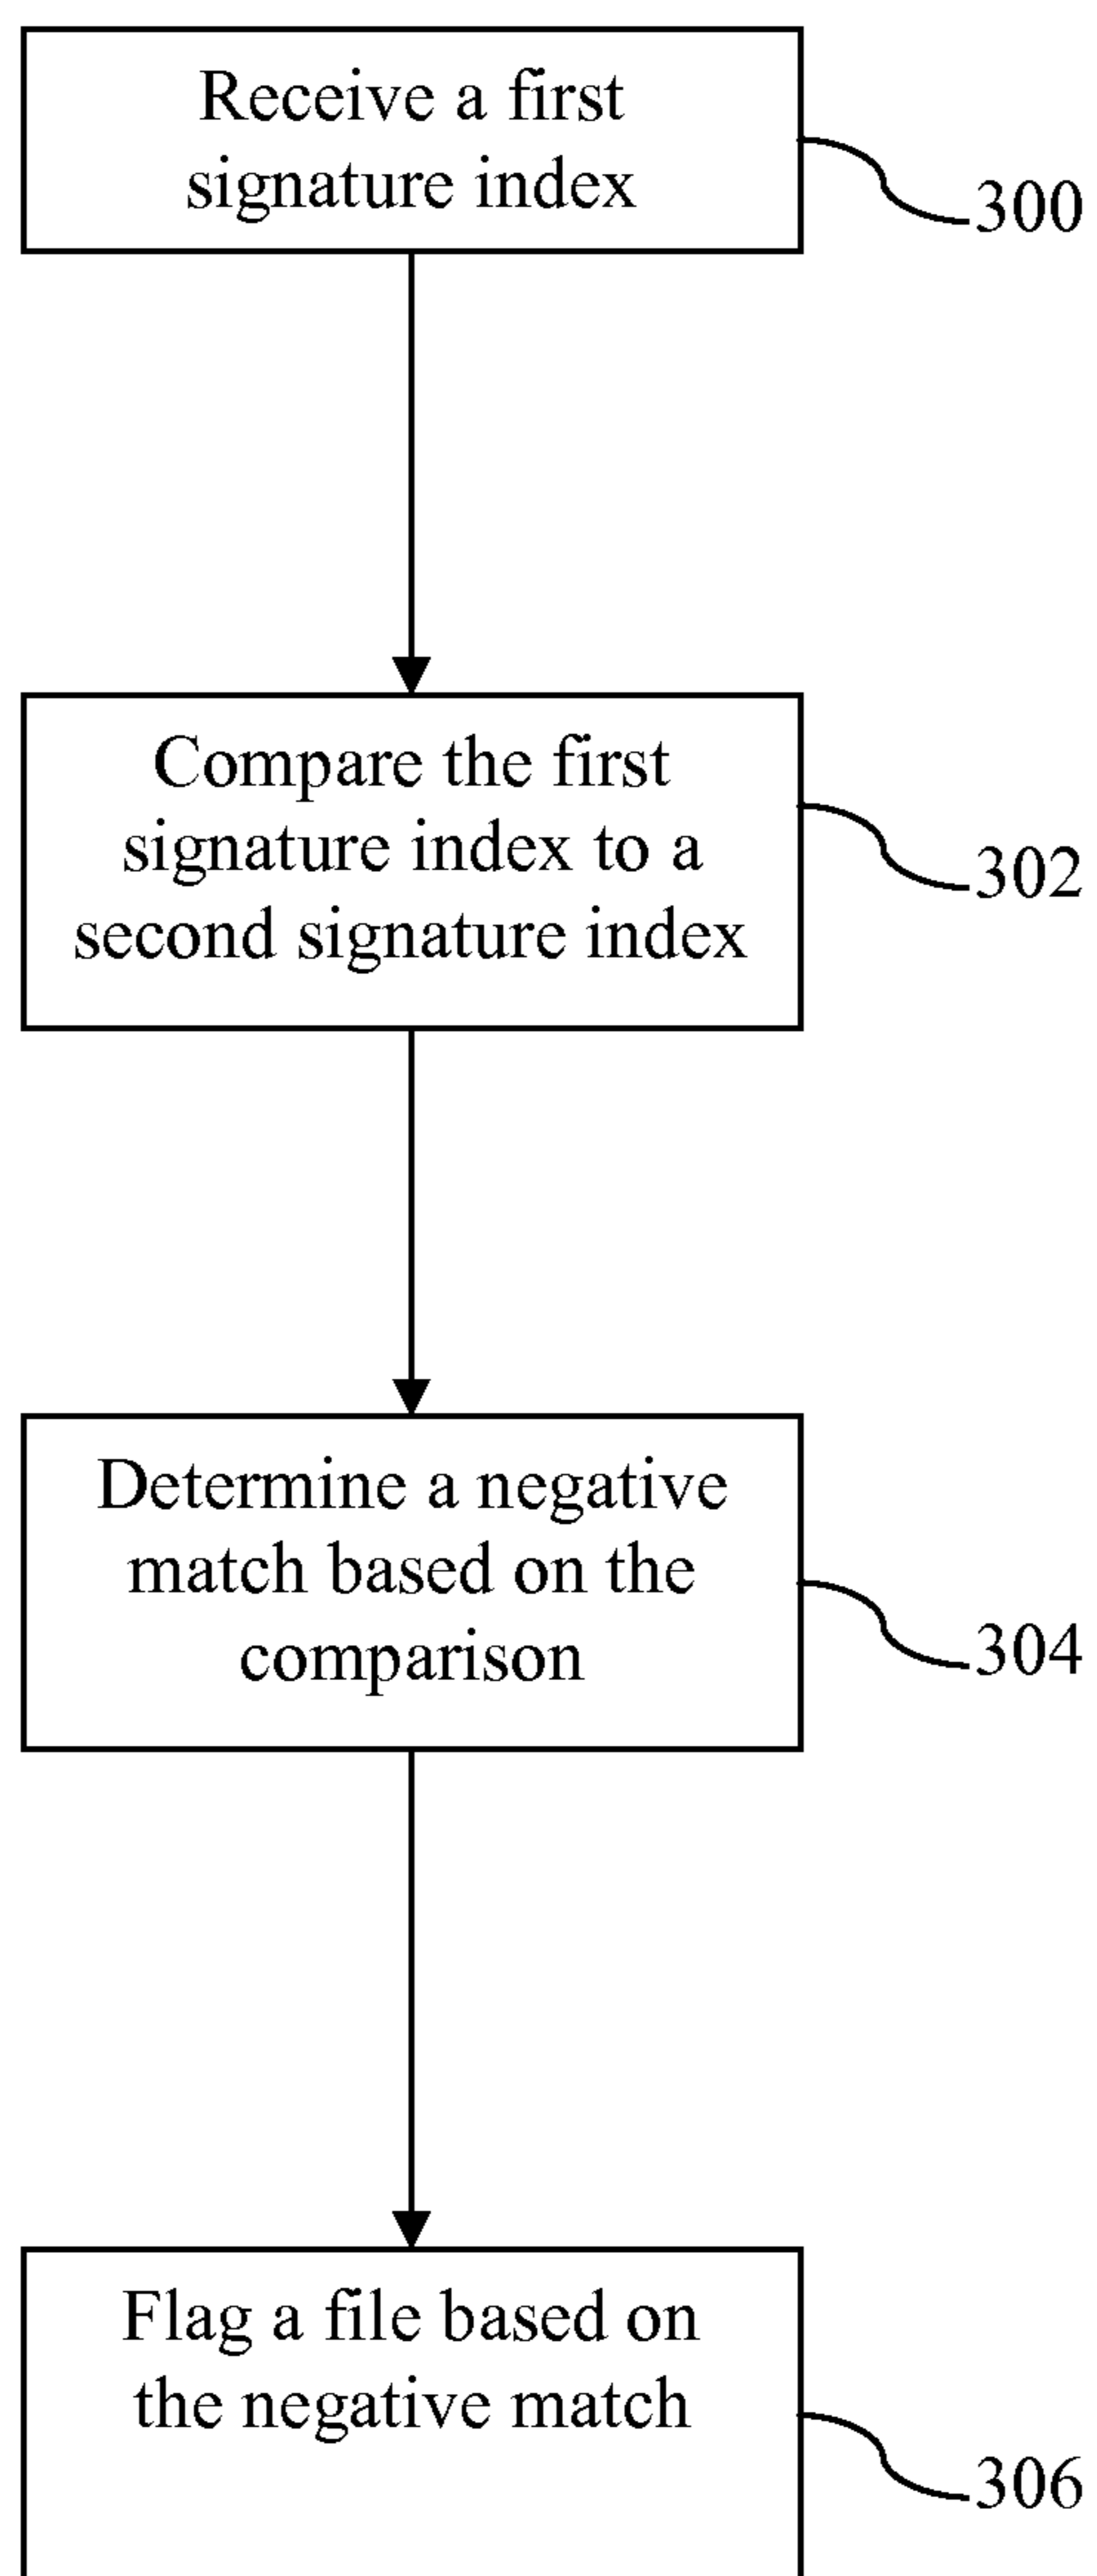 Receive a first
signature index
300
Compare the first
signature index to a
second signature index
302
Determine a negative
match based on the
comparison
304
Flag a file based on
the negative match
306